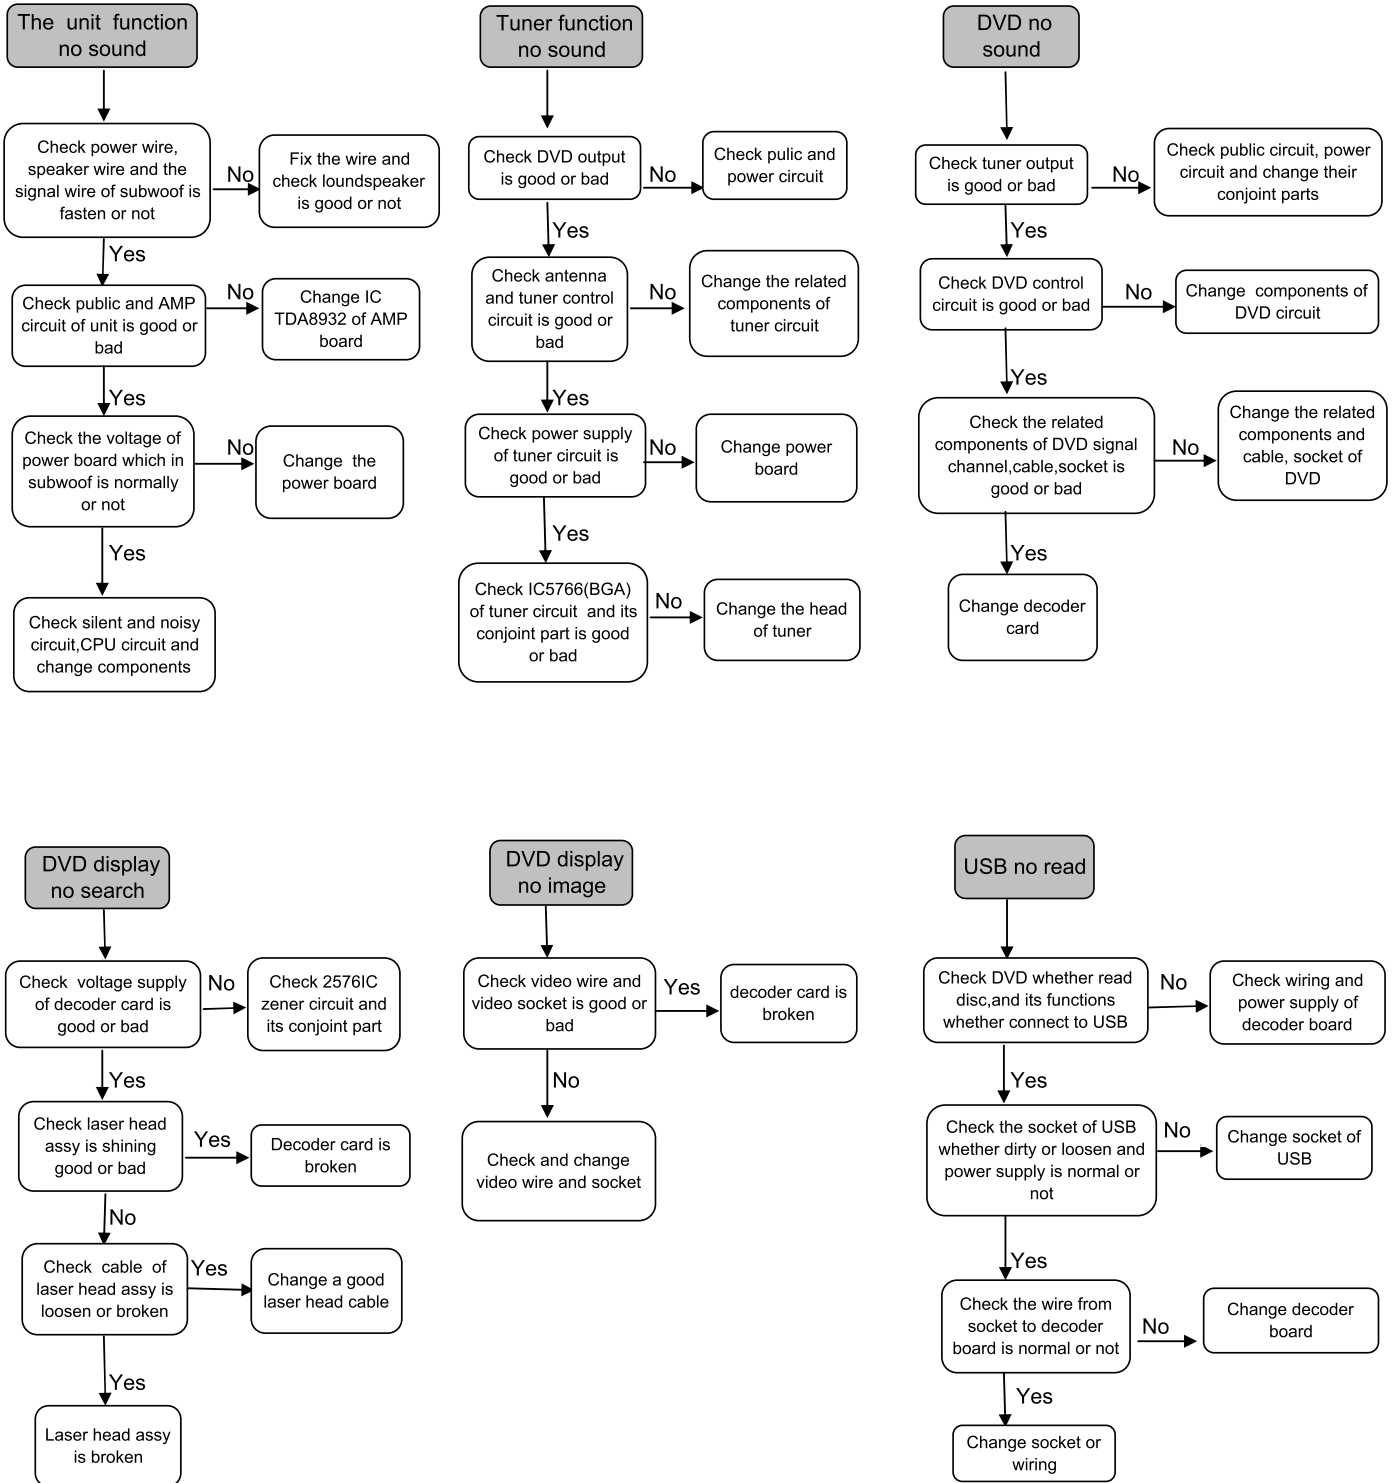 The unit function
no sound
Check power wire,
speaker wire and the
signal wire of subwoof is
fasten or not
No
Fix the wire and
check loundspeaker
is good or not
Yes
Check public and AMP
circuit of unit is good or
bad
No
Change IC
TDA8932 of AMP
board
Yes
Check the voltage of
power board which in
subwoof is normally
or not
No
Change the
power board
Yes
Check silent and noisy
circuit,CPU circuit and
change components
Tuner function
no sound
Check DVD output
is good or bad
No
Check pulic and
power circuit
Yes
Check antenna
and tuner control
circuit is good or
bad
No
Change the related
components of
tuner circuit
Yes
Check power supply
of tuner circuit is
good or bad
No
Change power
board
Yes
Check IC5766(BGA)
of tuner circuit and its
conjoint part is good
or bad
No
Change the head
of tuner
DVD no
sound
Check tuner output
is good or bad
No
Check public circuit, power
circuit and change their
conjoint parts
Yes
Check DVD control
circuit is good or bad
No
Change components of
DVD circuit
Yes
Check the related
components of DVD signal
channel,cable,socket is
good or bad
No
Change the related
components and
cable, socket of
DVD
Yes
Change decoder
card
DVD display
no search
Check voltage supply
of decoder card is
good or bad
No
Check 2576IC
zener circuit and
its conjoint part
Yes
Check laser head
assy is shining
good or bad
Yes
Decoder card is
broken
No
Check cable of
laser head assy is
loosen or broken
Yes
Change a good
laser head cable
Yes
Laser head assy
is broken
DVD display
no image
Check video wire and
video socket is good or
bad
Yes
decoder card is
broken
No
Check and change
video wire and socket
USB no read
Check DVD whether read
disc,and its functions
whether connect to USB
No
Check wiring and
power supply of
decoder board
Yes
Check the socket of USB
whether dirty or loosen and
power supply is normal or
not
No
Change socket of
USB
Yes
Check the wire from
socket to decoder
board is normal or not
No
Change decoder
board
Yes
Change socket or
wiring